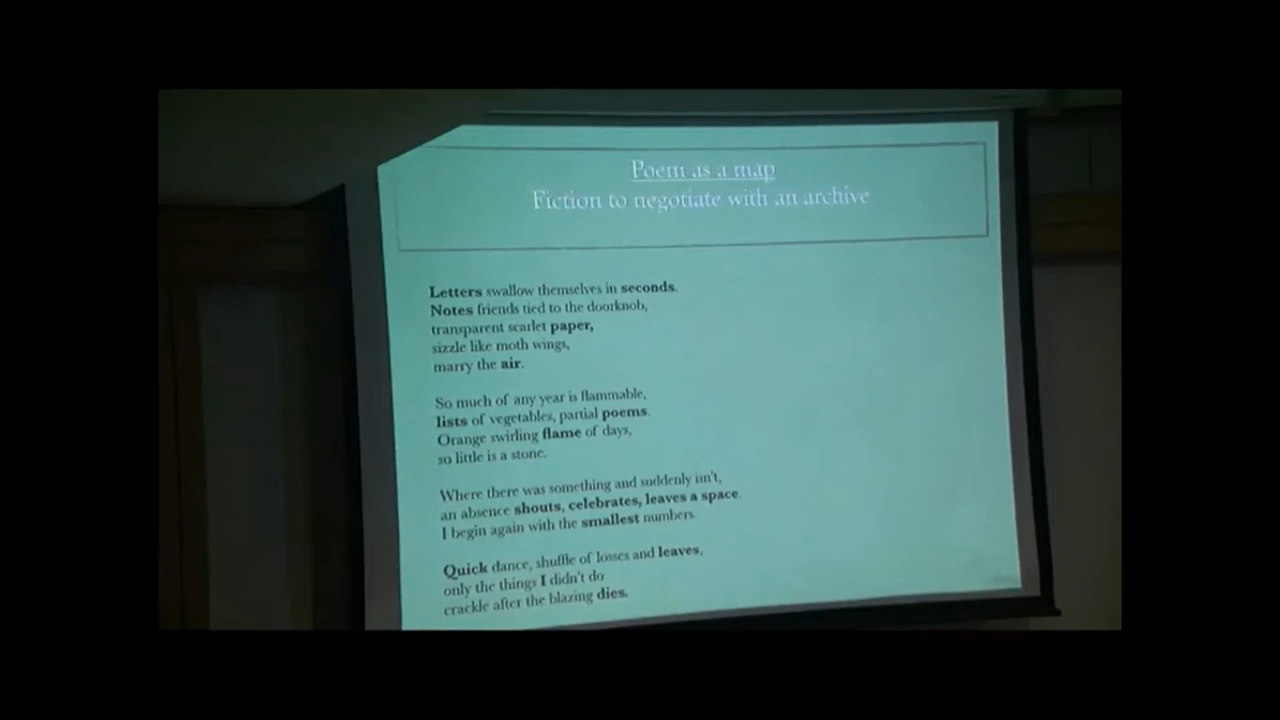 Poem as a map
Fiction to negotiate with an archive
Letters swallow themselves in seconds.
Notes friends tied to the doorknob,
transparent scarlet paper,
sizzle like moth wings,
marry the air.
So much of any year is flammable,
lists of vegetables, partial poems.
Orange swirling flame of days,
so little is a stone.
Where there was something and suddenly isn't,
an absence shouts, celebrates, leaves a space.
I begin again with the smallest numbers.
Quick dance, shuffle of losses and leaves,
only the things I didn't do
crackle after the blazing dies.